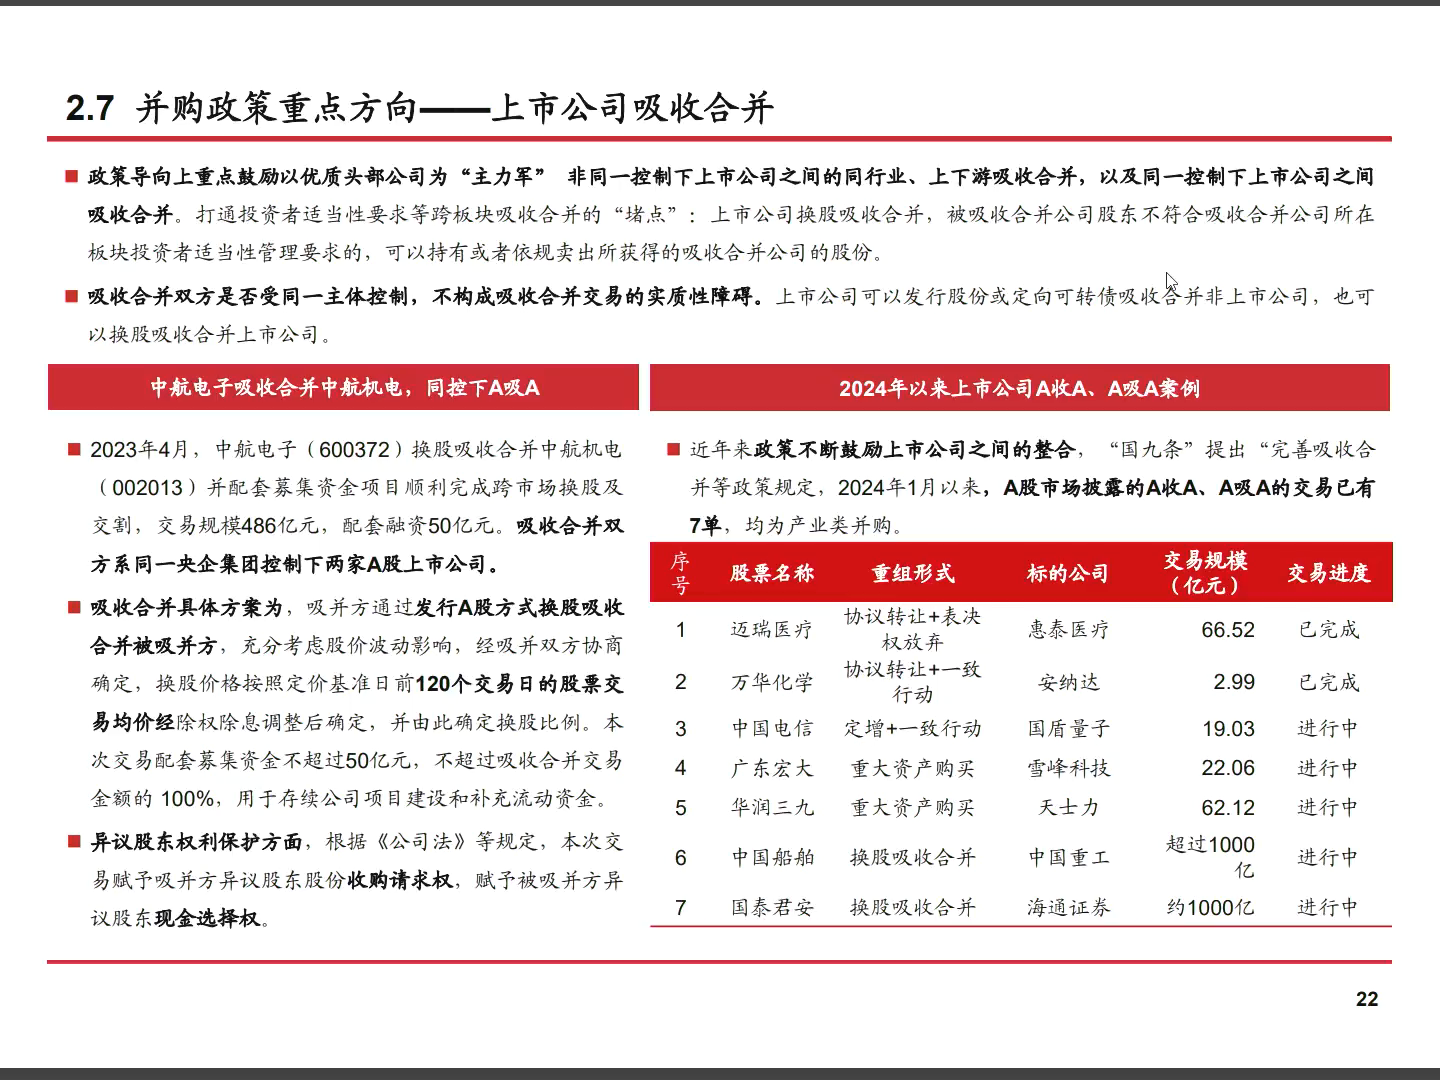 2.7 并购政策重点方向——上市公司吸收合并
■ 政策导向上重点鼓励以优质头部公司为“主力军” 非同一控制下上市公司之间的同行业、上下游吸收合并，以及同一控制下上市公司之间
吸收合并。打通投资者适当性要求等跨板块吸收合并的“堵点”：上市公司换股吸收合并，被吸收合并公司股东不符合吸收合并公司所在
板块投资者适当性管理要求的，可以持有或者依规卖出所获得的吸收合并公司的股份。
■ 吸收合并双方是否受同一主体控制，不构成吸收合并交易的实质性障碍。上市公司可以发行股份或定向可转债吸收合并非上市公司，也可
以换股吸收合并上市公司。
中航电子吸收合并中航机电，同控下A吸A
■ 2023年4月，中航电子（600372）换股吸收合并中航机电
（002013）并配套募集资金项目顺利完成跨市场换股及
交割，交易规模486亿元，配套融资50亿元。吸收合并双
方系同一央企集团控制下两家A股上市公司。
■ 吸收合并具体方案为，吸并方通过发行A股方式换股吸收
合并被吸并方，充分考虑股价波动影响，经吸并双方协商
确定，换股价格按照定价基准日前120个交易日的股票交
易均价经除权除息调整后确定，并由此确定换股比例。本
次交易配套募集资金不超过50亿元，不超过吸收合并交易
金额的 100%，用于存续公司项目建设和补充流动资金。
■ 异议股东权利保护方面，根据《公司法》等规定，本次交
易赋予吸并方异议股东股份收购请求权，赋予被吸并方异
议股东现金选择权。
2024年以来上市公司A收A、A吸A案例
■ 近年来政策不断鼓励上市公司之间的整合，“国九条”提出“完善吸收合
并等政策规定，2024年1月以来，A股市场披露的A收A、A吸A的交易已有
7单，均为产业类并购。
序号 股票名称 重组形式 标的公司 交易规模（亿元） 交易进度
1 迈瑞医疗 协议转让+表决权放弃 惠泰医疗 66.52 已完成
2 万华化学 协议转让+一致行动 安纳达 2.99 已完成
3 中国电信 定增+一致行动 国盾量子 19.03 进行中
4 广东宏大 重大资产购买 雪峰科技 22.06 进行中
5 华润三九 重大资产购买 天士力 62.12 进行中
6 中国船舶 换股吸收合并 中国重工 超过1000亿 进行中
7 国泰君安 换股吸收合并 海通证券 约1000亿 进行中
22